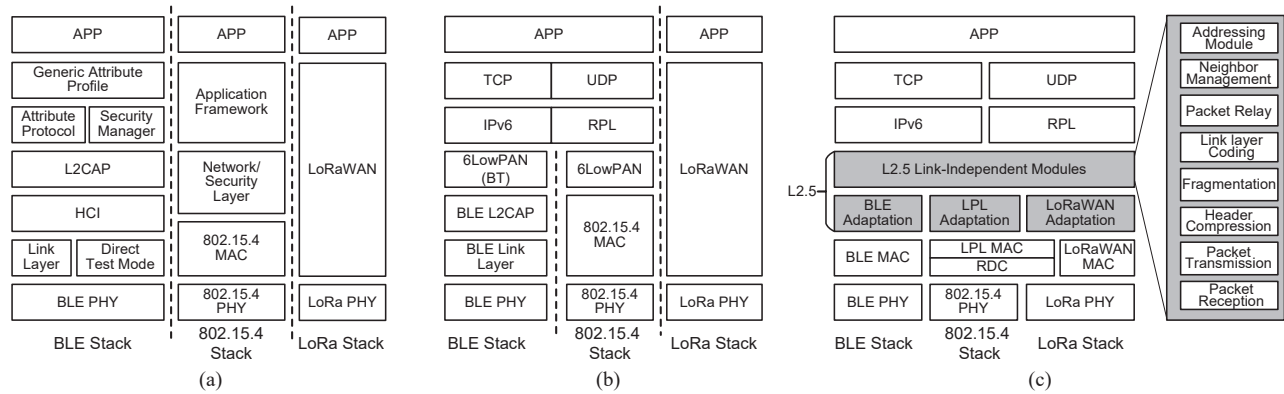 APP
Generic Attribute
Profile
Attribute
Protocol
Security
Manager
L2CAP
HCI
Link
Layer
Direct
Test Mode
BLE PHY
BLE Stack
APP
Application
Framework
Network/
Security
Layer
802.15.4
MAC
802.15.4
PHY
802.15.4
Stack
APP
LoRaWAN
LoRa PHY
LoRa Stack
(a)
APP
TCP
UDP
IPv6
RPL
6LowPAN
(BT)
BLE L2CAP
BLE Link
Layer
BLE PHY
BLE Stack
6LowPAN
802.15.4
MAC
802.15.4
PHY
802.15.4
Stack
APP
LoRaWAN
LoRa PHY
LoRa Stack
(b)
APP
TCP
UDP
IPv6
RPL
L2.5
L2.5 Link-Independent Modules
BLE
Adaptation
LPL
Adaptation
LoRaWAN
Adaptation
BLE MAC
LPL MAC
RDC
LoRaWAN
MAC
BLE PHY
802.15.4
PHY
LoRa PHY
BLE Stack
802.15.4
Stack
LoRa Stack
(c)
Addressing
Module
Neighbor
Management
Packet Relay
Link layer
Coding
Fragmentation
Header
Compression
Packet
Transmission
Packet
Reception